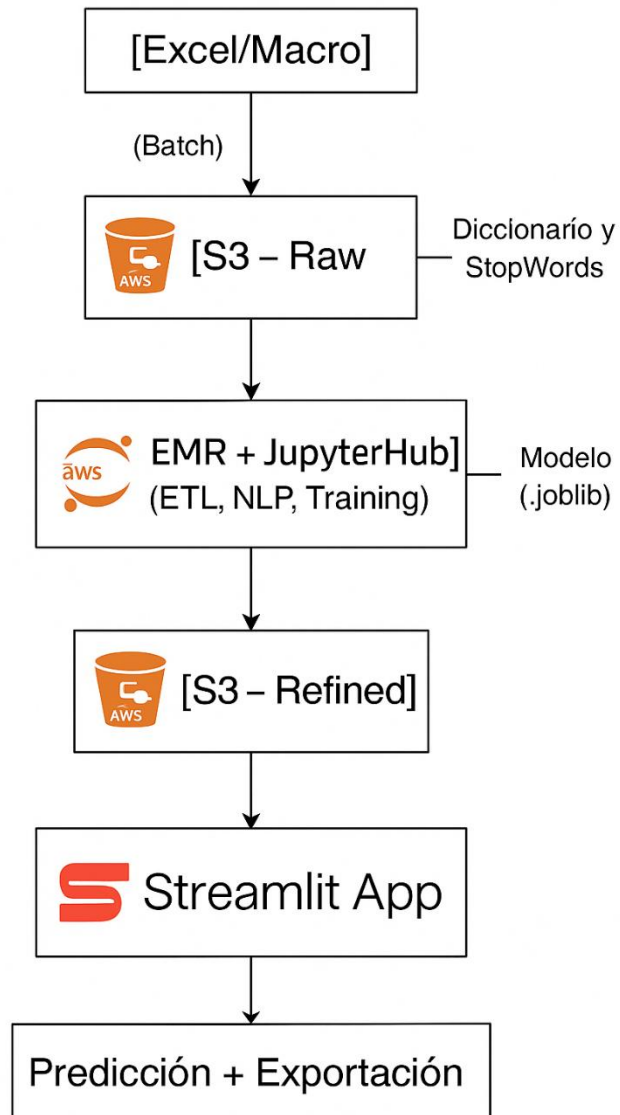 [Excel/Macro]
(Batch)
AWS
[S3 – Raw
Diccionarío y
StopWords
aws
EMR + JupyterHub]
(ETL, NLP, Training)
Modelo
(.joblib)
AWS
[S3 – Refined]
Streamlit App
Predicción + Exportación